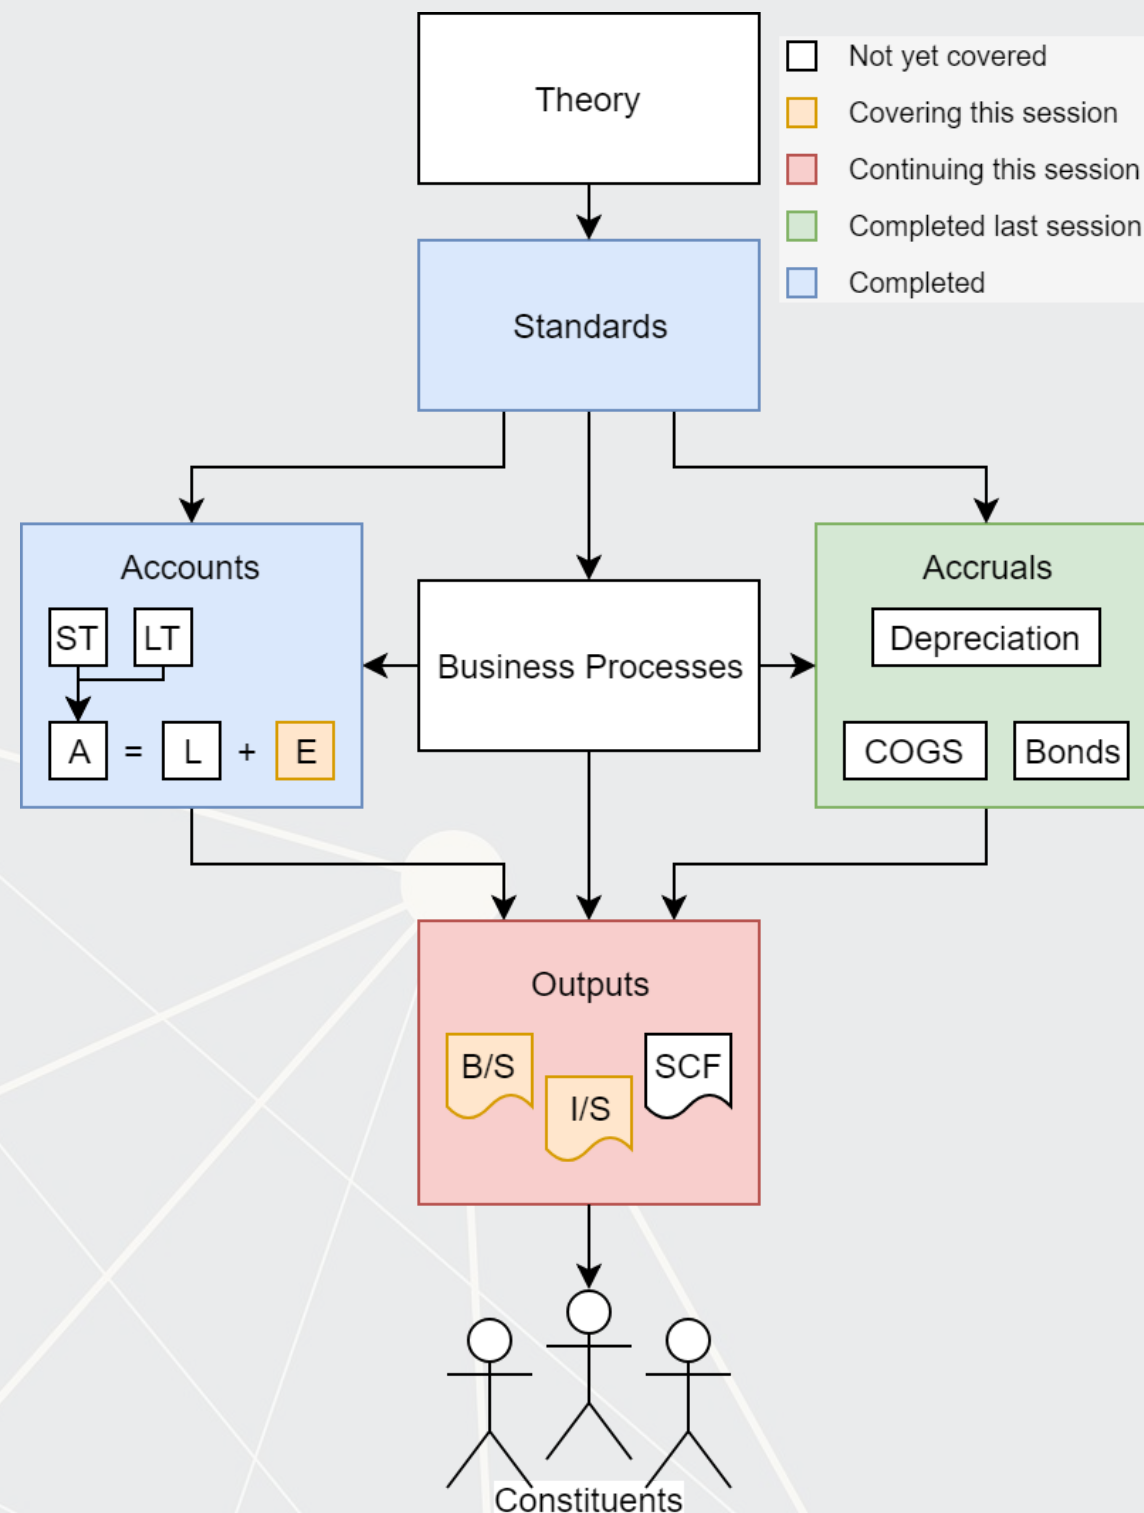 Theory
Not yet covered
Covering this session
Continuing this session
Completed last session
Completed
Standards
Accounts
ST LT
A = L + E
Business Processes
Accruals
Depreciation
COGS Bonds
Outputs
B/S
I/S
SCF
Constituents